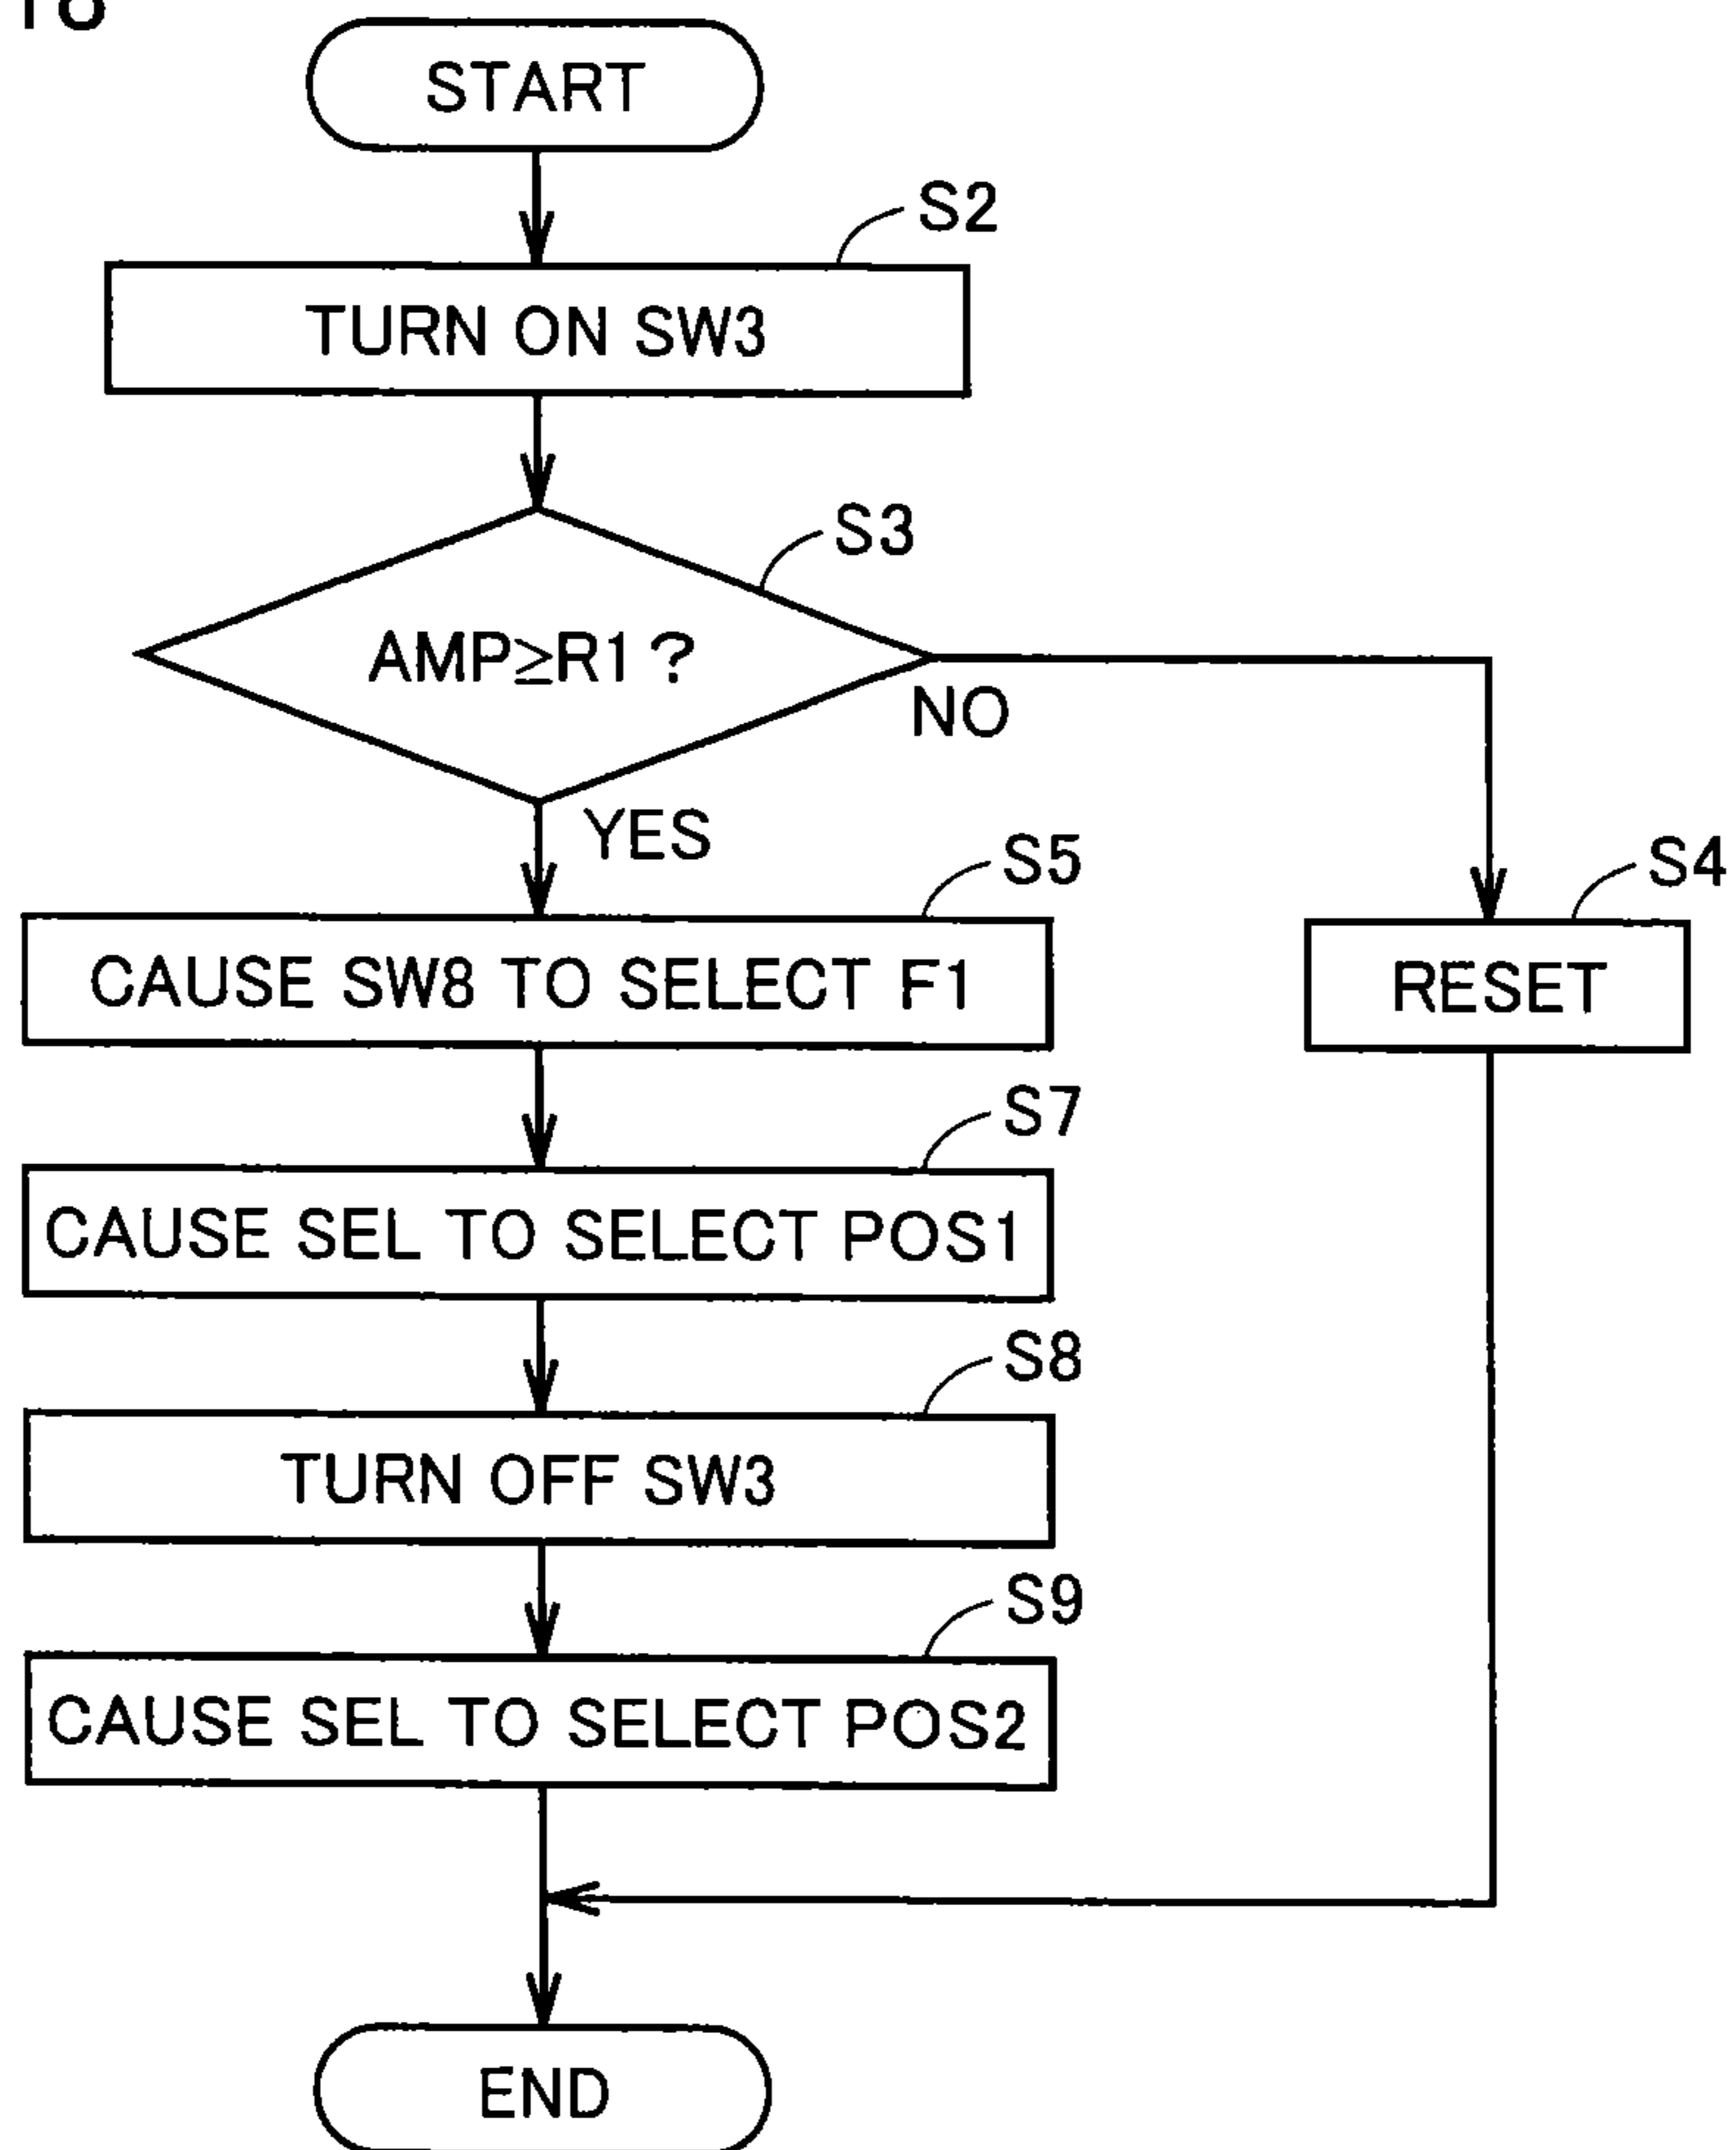 START
S2
TURN ON SW3
S3
AMP≥R1?
NO
YES
S5
CAUSE SW8 TO SELECT F1
S4
RESET
S7
CAUSE SEL TO SELECT POS1
S8
TURN OFF SW3
S9
CAUSE SEL TO SELECT POS2
END